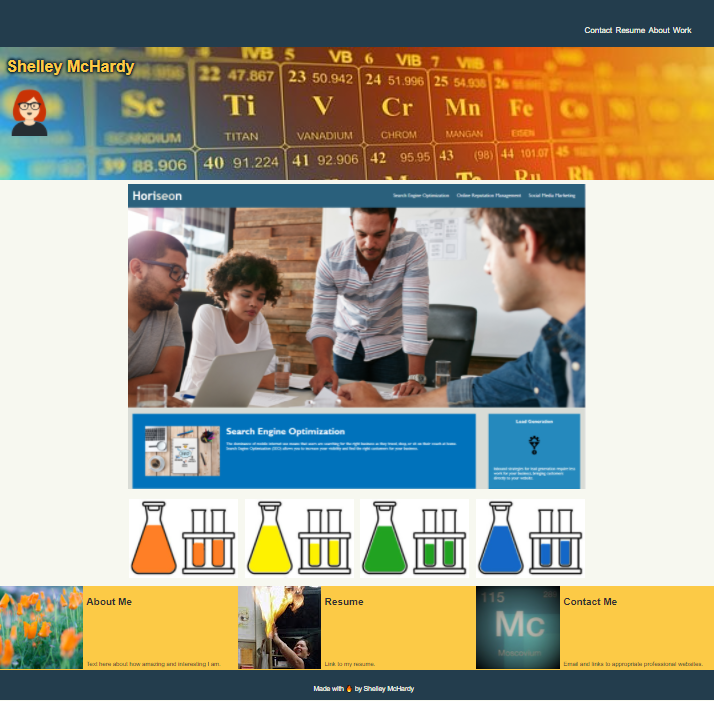 Contact Resume About Work
Shelley McHardy
IVB 5 VB 6 VIB 7 VIIB 8
22 47.867 23 50.942 24 51.996 25 54.938 26
Sc Ti V Cr Mn Fe Co
SCANDIUM TITAN VANADIUM CHROM MANGAN EISEN
39 88.906 40 91.224 41 92.906 42 95.95 43 (98) 44 101.07 45
Ru Rh
Horiseon
Search Engine Optimization Online Reputation Management Social Media Marketing
Search Engine Optimization
Lead Generation
About Me
Text here about how amazing and interesting I am.
Resume
Link to my resume.
115
Mc
Moscovium
Contact Me
Email and links to appropriate professional websites.
Made with 🔥 by Shelley McHardy